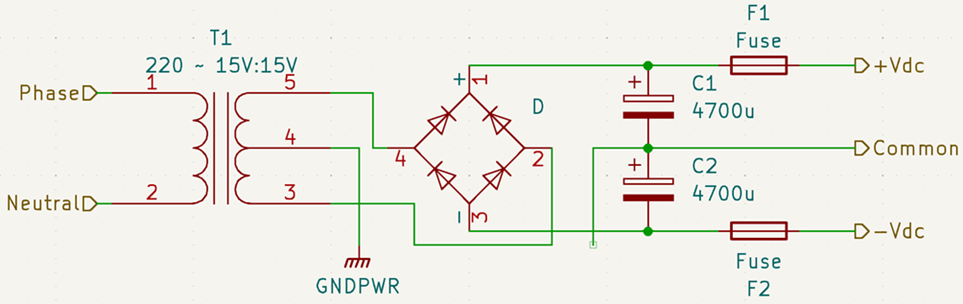 F1
Fuse
T1
220 ~ 15V:15V
Phase
1
5
+
1
+Vdc
+
C1
4700u
D
4
4
2
Common
+
C2
4700u
Neutral
2
3
-
3
-Vdc
GNDPWR
Fuse
F2